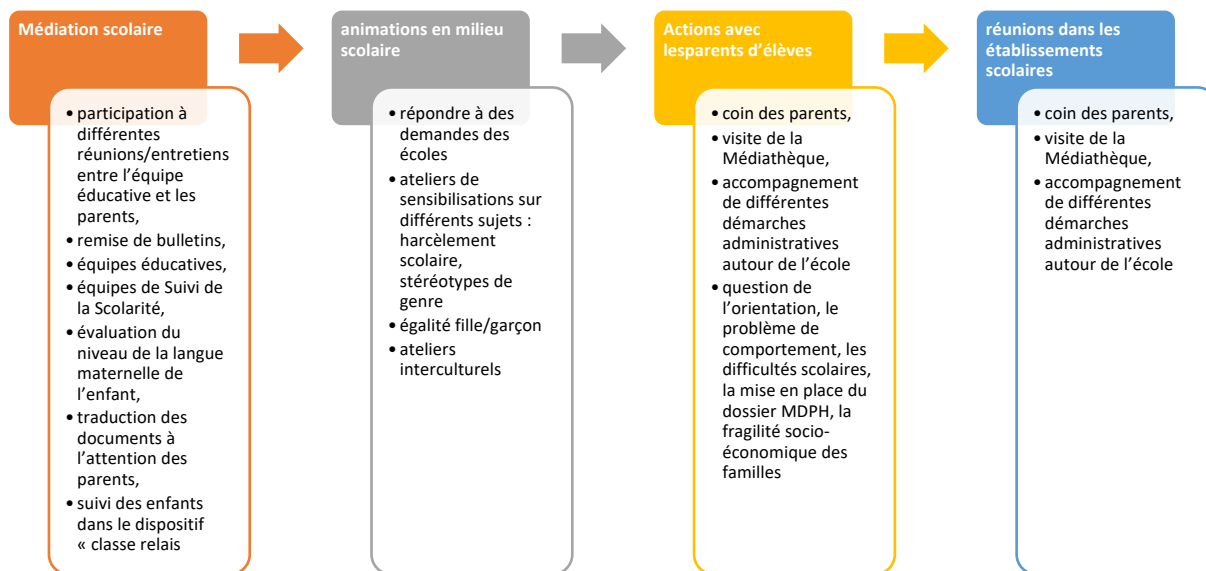 Médiation scolaire
• participation à
différentes
réunions/entretiens
entre l’équipe
éducative et les
parents,
• remise de bulletins,
• équipes éducatives,
• équipes de Suivi de
la Scolarité,
• évaluation du
niveau de la langue
maternelle de
l’enfant,
• traduction des
documents à
l’attention des
parents,
• suivi des enfants
dans le dispositif
« classe relais
animations en milieu
scolaire
• répondre à des
demandes des
écoles
• ateliers de
sensibilisations sur
différents sujets :
harcèlement
scolaire,
stéréotypes de
genre
• égalité fille/garçon
• ateliers
interculturels
Actions avec
lesparents d’élèves
• coin des parents,
• visite de la
Médiathèque,
• accompagnement
de différentes
démarches
administratives
autour de l’école
• question de
l’orientation, le
problème de
comportement, les
difficultés scolaires,
la mise en place du
dossier MDPH, la
fragilité socio-
économique des
familles
réunions dans les
établissements
scolaires
• coin des parents,
• visite de la
Médiathèque,
• accompagnement
de différentes
démarches
administratives
autour de l’école